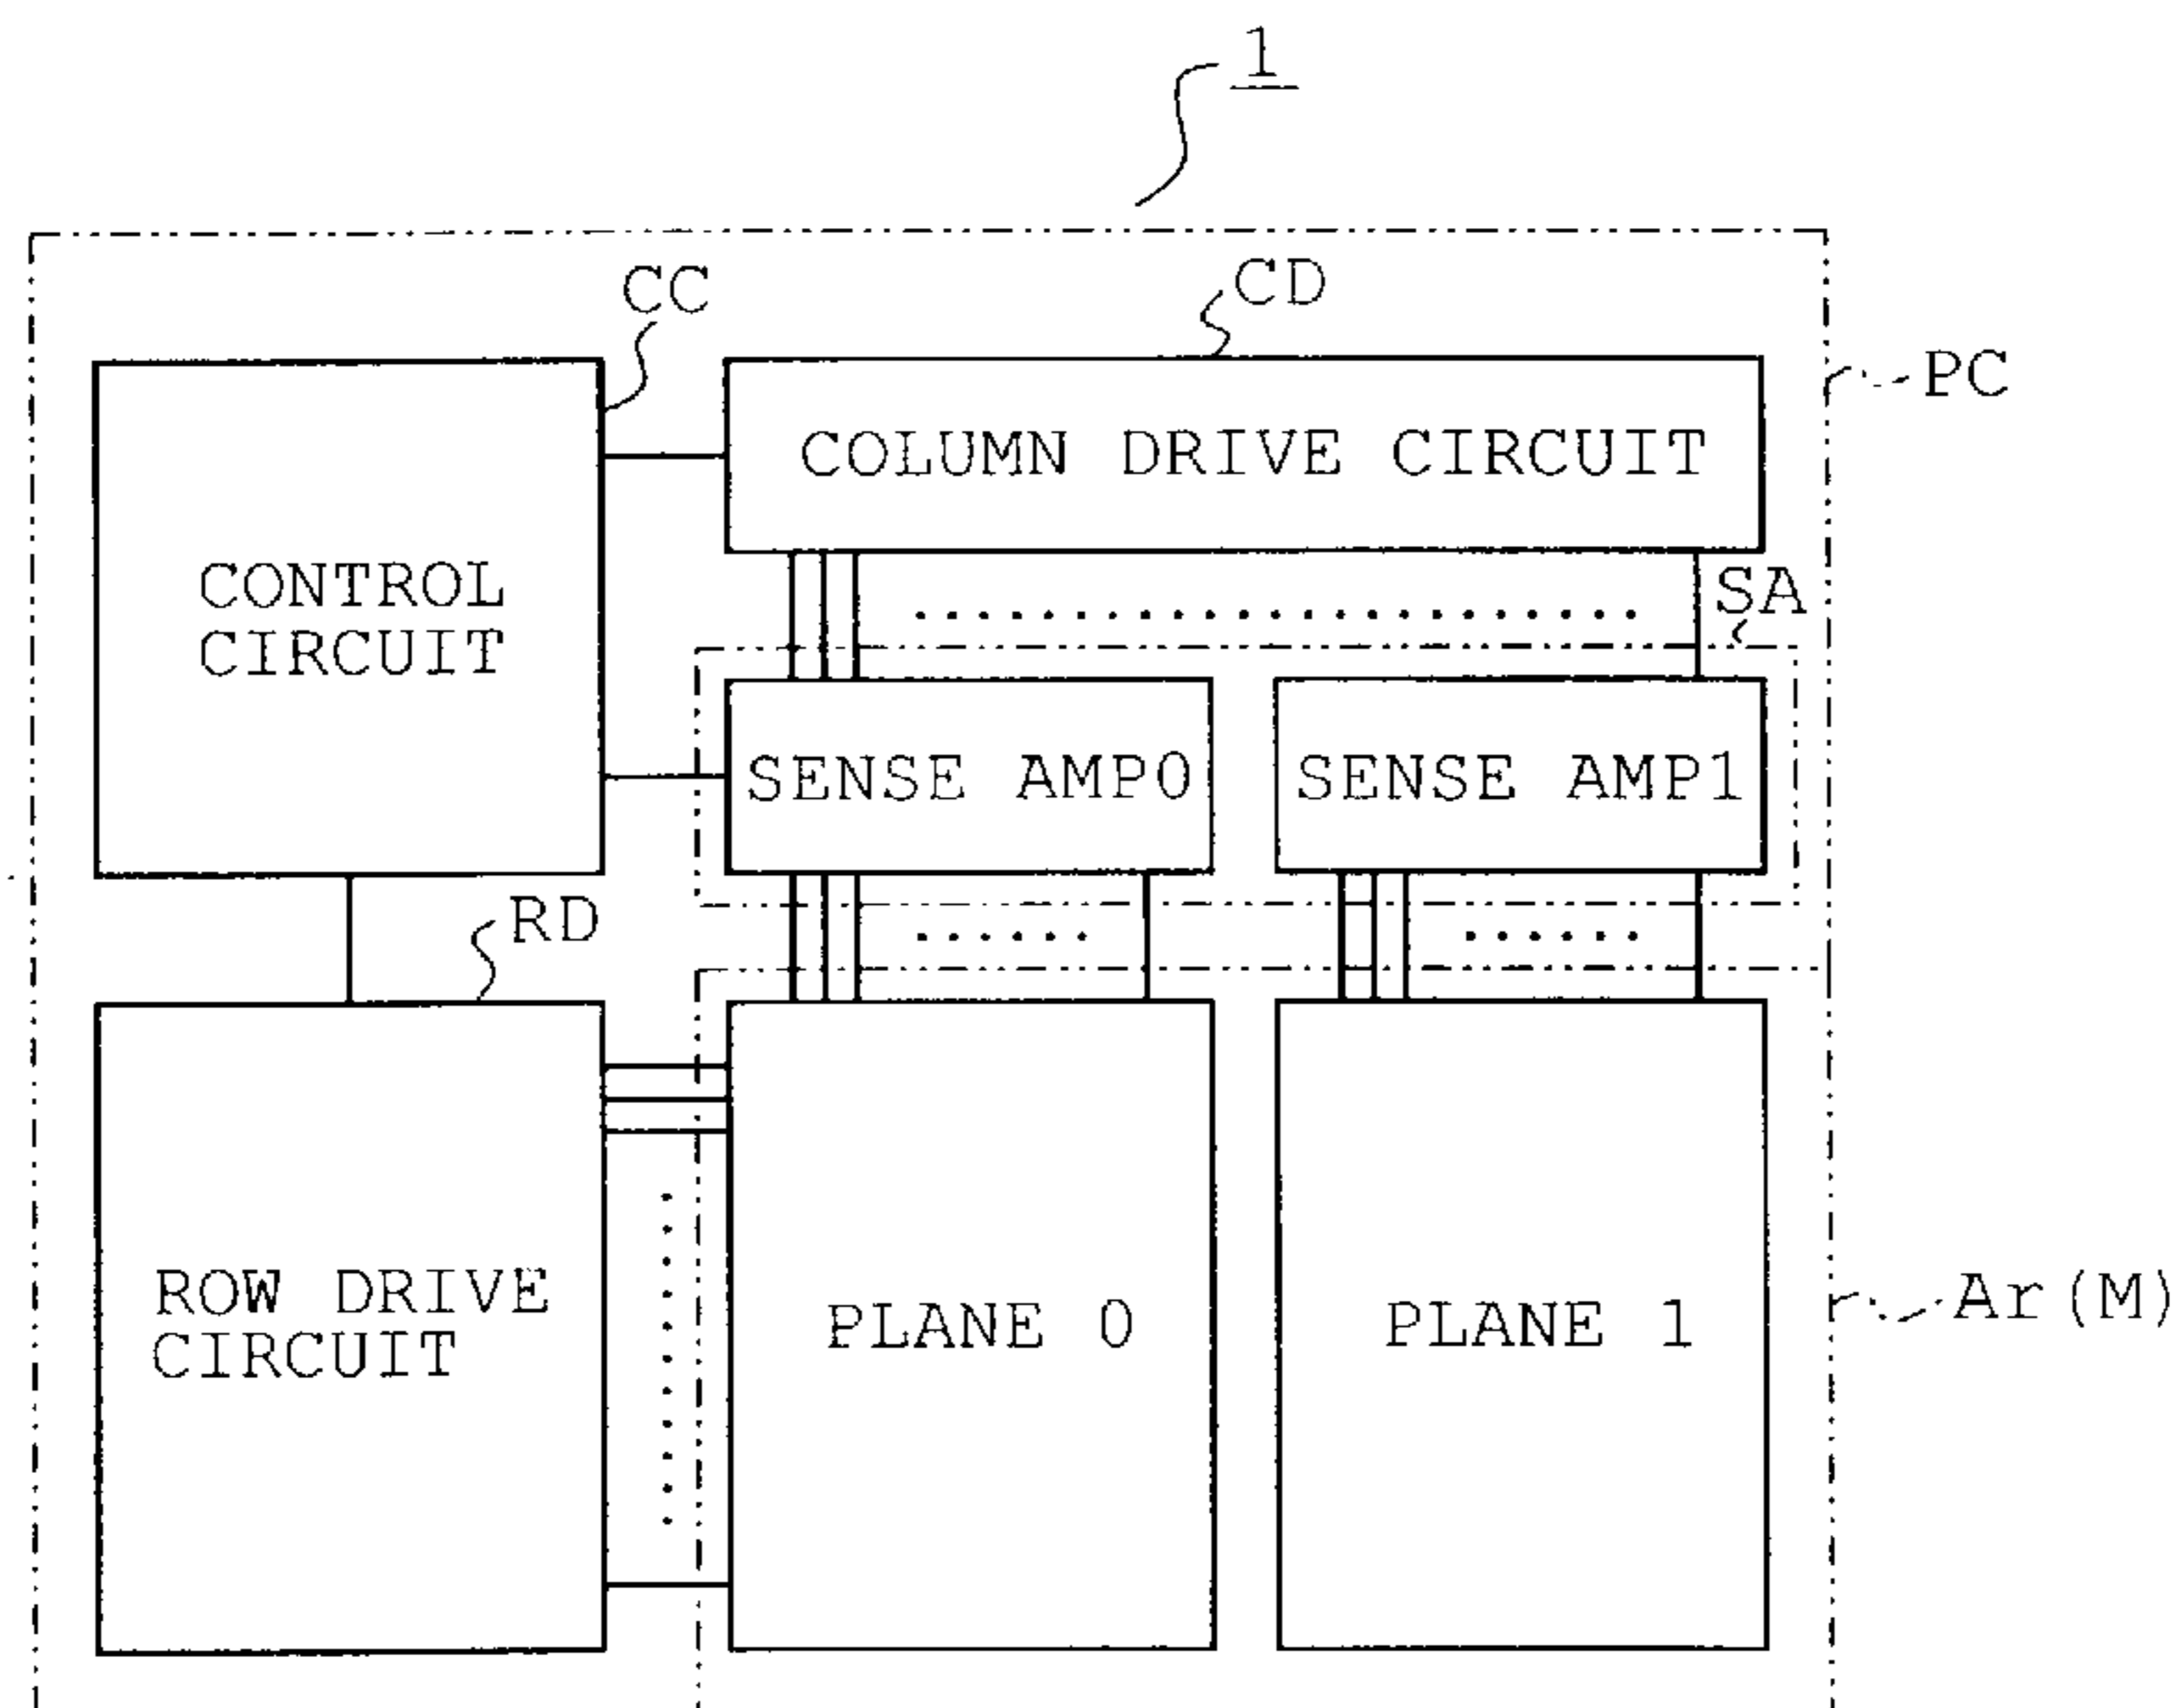 1
CC
CD
PC
COLUMN DRIVE CIRCUIT
CONTROL
CIRCUIT
SA
SENSE AMP0
SENSE AMP1
RD
ROW DRIVE
CIRCUIT
PLANE 0
PLANE 1
Ar(M)